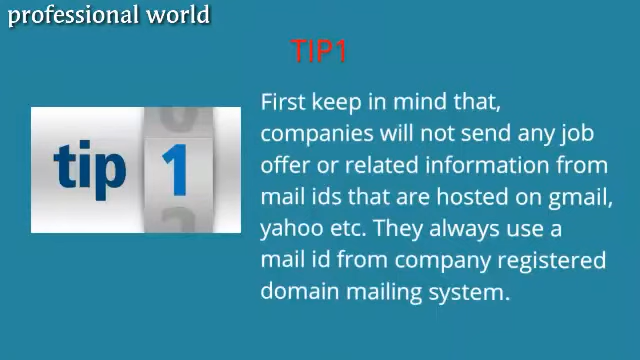 professional world
TIP1
tip 1
First keep in mind that,
companies will not send any job
offer or related information from
mail ids that are hosted on gmail,
yahoo etc. They always use a
mail id from company registered
domain mailing system.